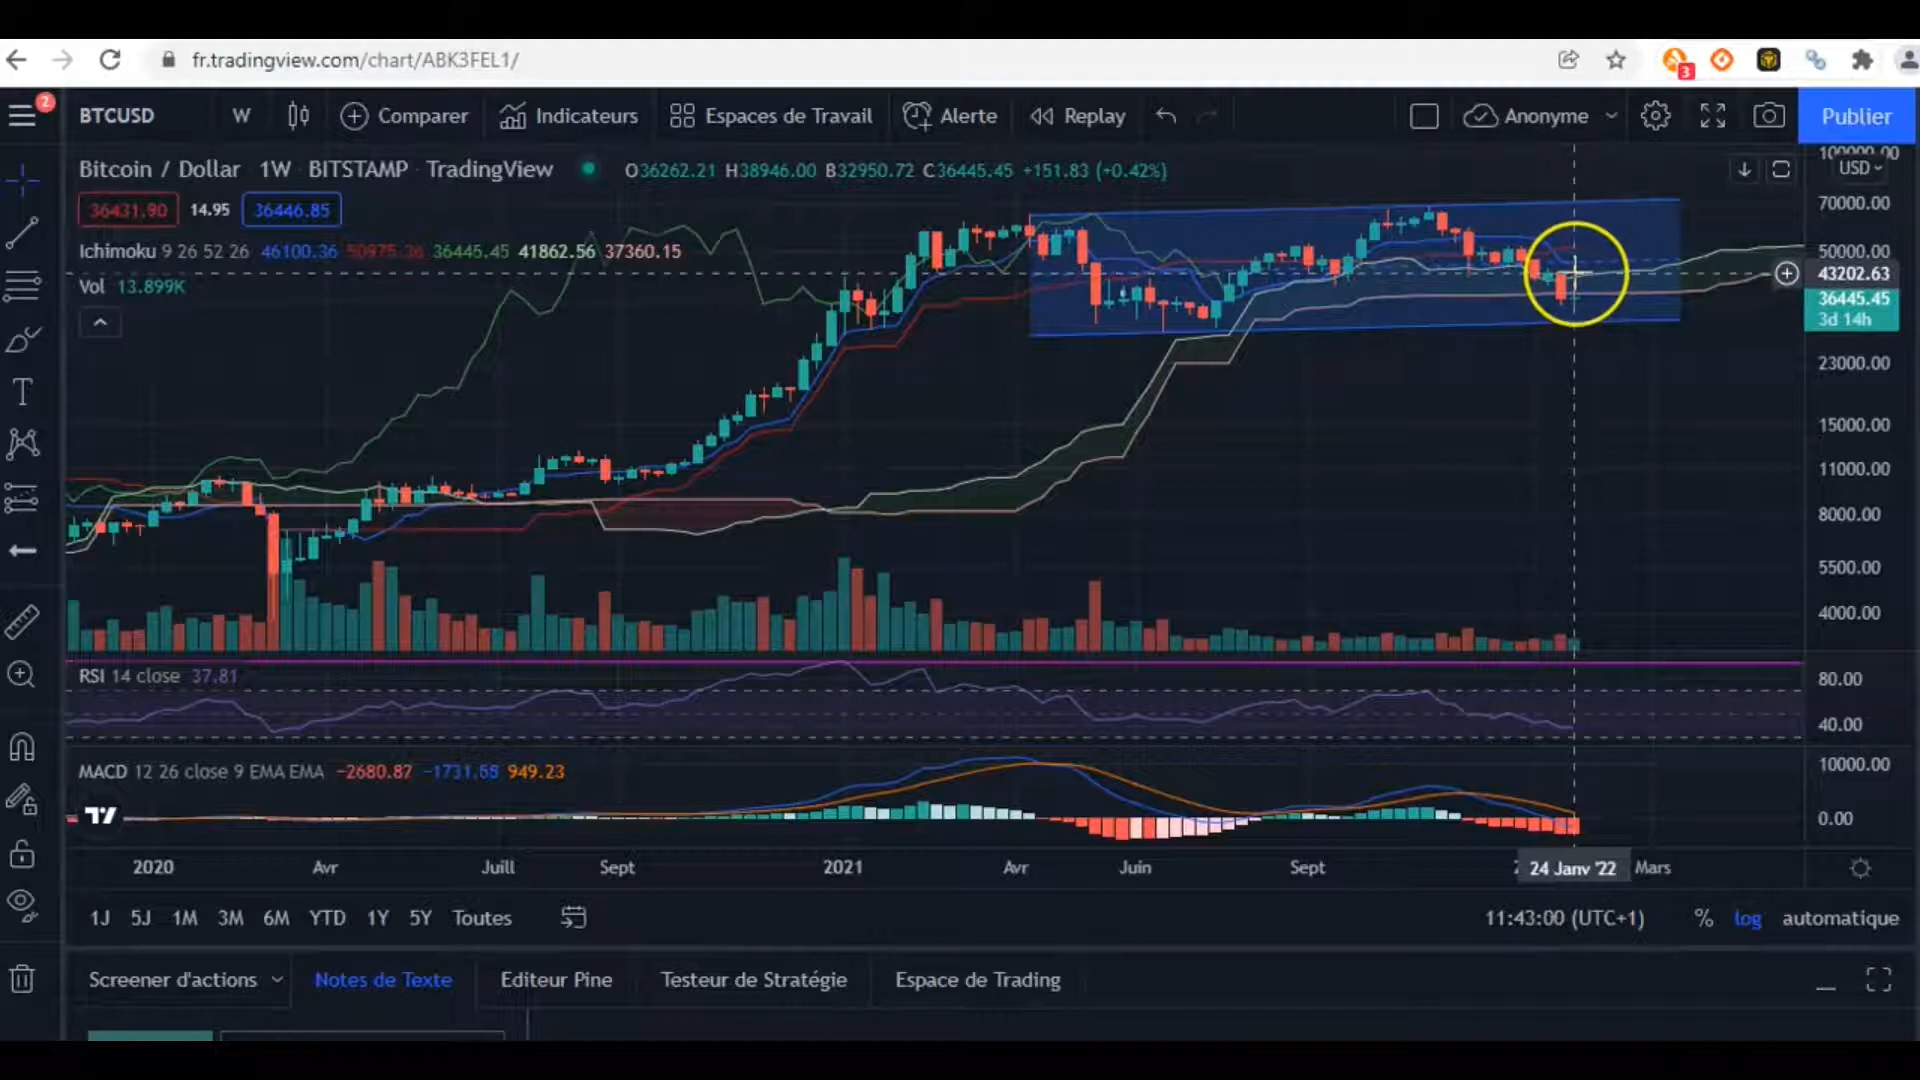 fr.tradingview.com/chart/ABK3FEL1/
3
2
BTCUSD W Comparer Indicateurs Espaces de Travail Alerte Replay Anonyme Publier
Bitcoin / Dollar 1W BITSTAMP TradingView O36262.21 H38946.00 B32950.72 C36445.45 +151.83 (+0.42%)
USD
36431.90 14.95 36446.85
Ichimoku 9 26 52 26 46100.36 50975.36 36445.45 41862.56 37360.15
Vol 13.899K
100000.00
70000.00
50000.00
43202.63
36445.45
3d 14h
23000.00
15000.00
11000.00
8000.00
5500.00
4000.00
RSI 14 close 37.81
80.00
40.00
MACD 12 26 close 9 EMA EMA −2680.87 −1731.65 949.23
10000.00
0.00
2020 Avr Juill Sept 2021 Avr Juin Sept 24 Janv '22 Mars
1J 5J 1M 3M 6M YTD 1Y 5Y Toutes 11:43:00 (UTC+1) % log automatique
Screener d'actions Notes de Texte Editeur Pine Testeur de Stratégie Espace de Trading